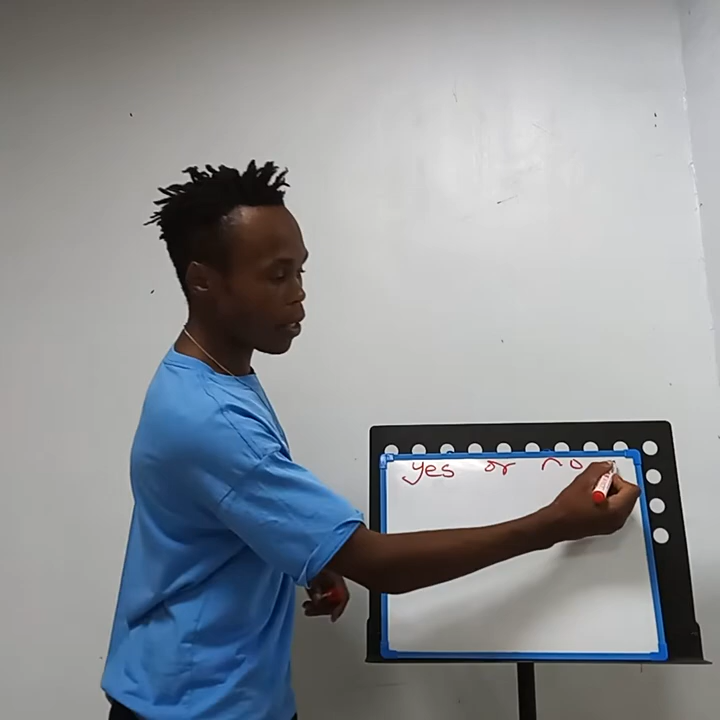 yes or no